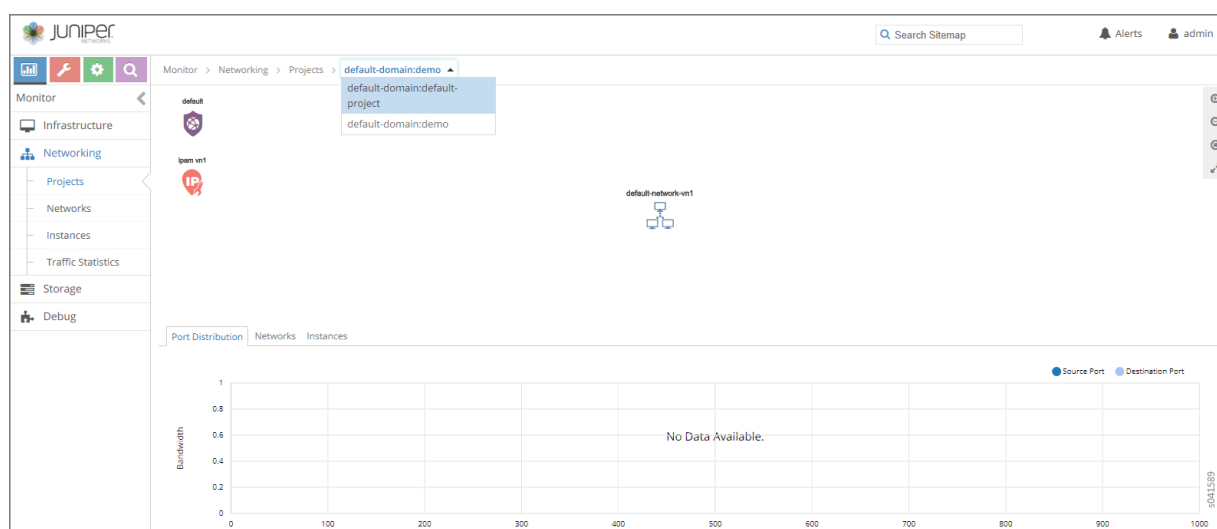 JUNIPER
NETWORKS
Search Sitemap
Alerts
admin
Monitor > Networking > Projects > default-domain:demo
default-domain:default-
project
default-domain:demo
Monitor
Infrastructure
Networking
Projects
Networks
Instances
Traffic Statistics
Storage
Debug
default
ipam vn1
IP
default-network-vn1
Port Distribution Networks Instances
Source Port Destination Port
Bandwidth
1
0.8
0.6
0.4
0.2
0
No Data Available.
0 100 200 300 400 500 600 700 800 900 1000
s041589